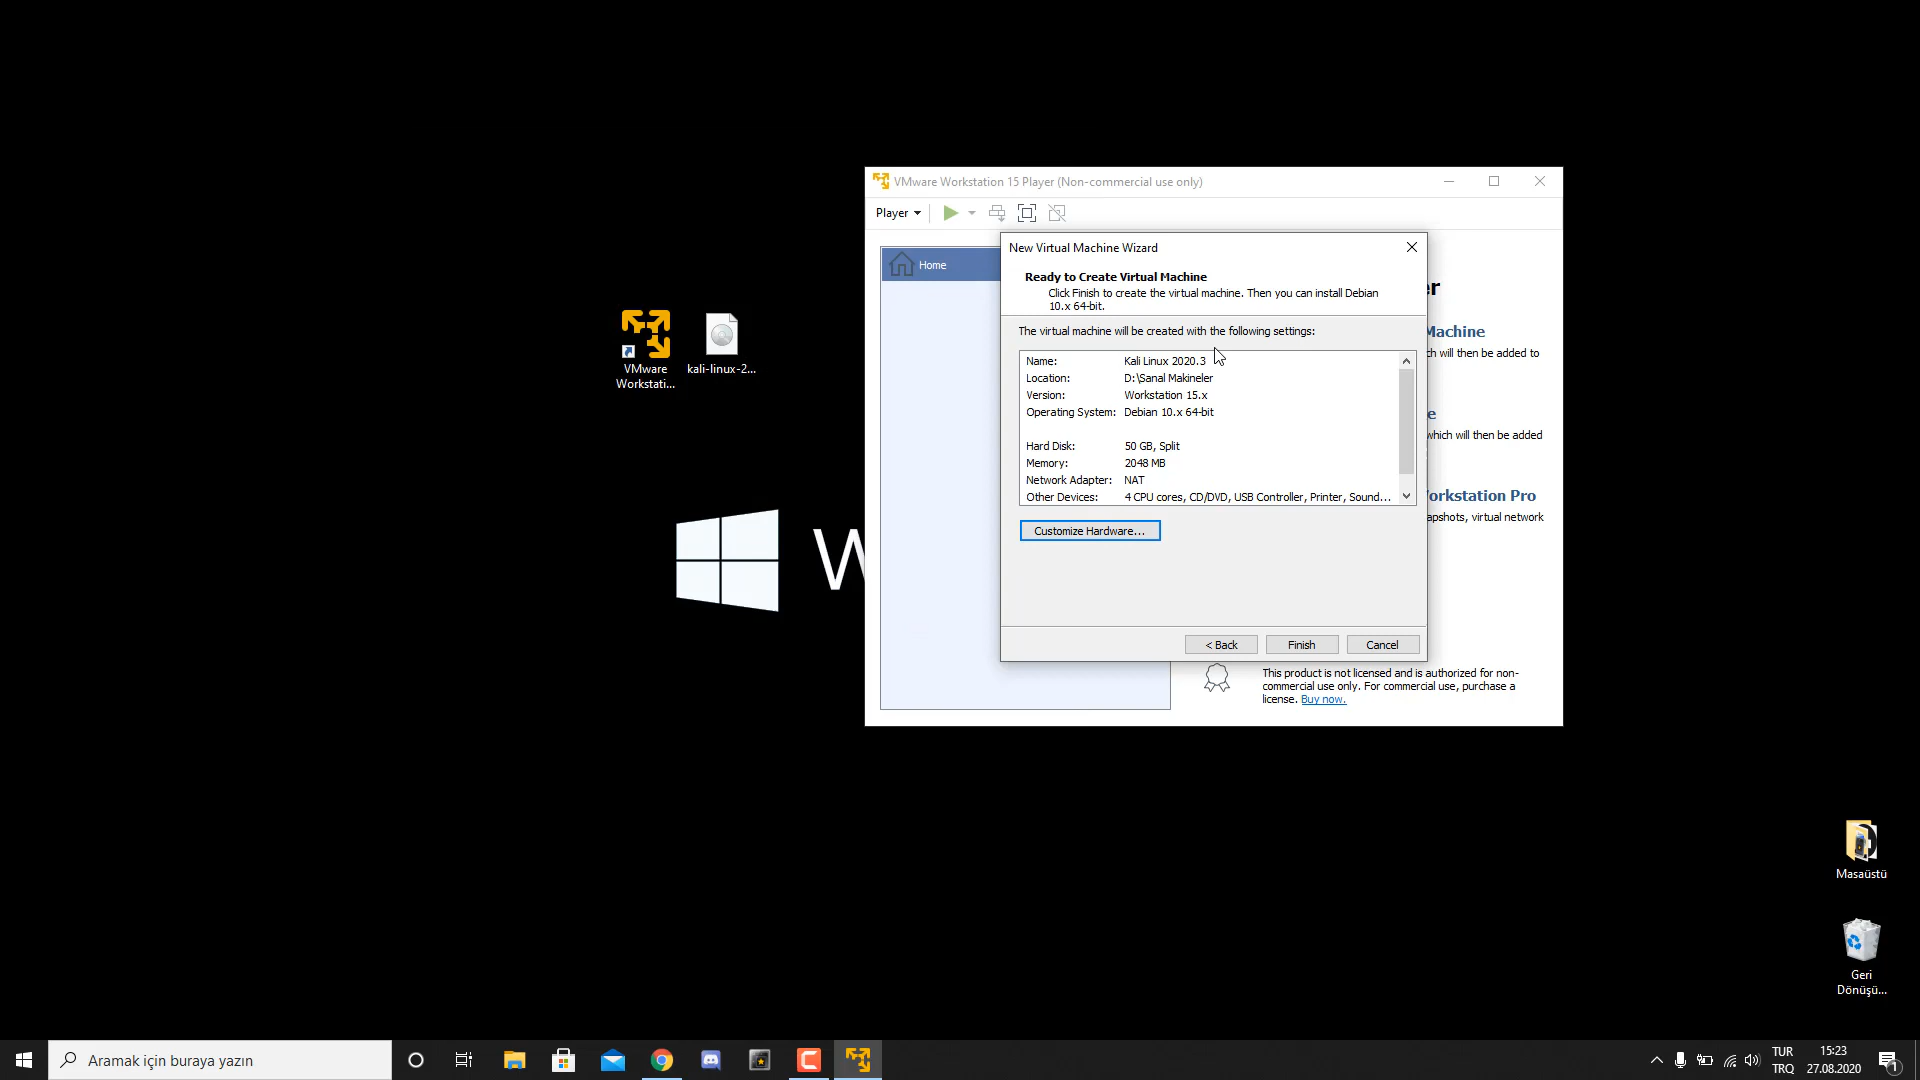 VMware Workstation 15 Player (Non-commercial use only)
Player
New Virtual Machine Wizard
Home
Ready to Create Virtual Machine
Click Finish to create the virtual machine. Then you can install Debian
10.x 64-bit.
er
The virtual machine will be created with the following settings:
Machine
ch will then be added to
Name: Kali Linux 2020.3
Location: D:\Sanal Makineler
Version: Workstation 15.x
Operating System: Debian 10.x 64-bit
e
which will then be added
Hard Disk: 50 GB, Split
Memory: 2048 MB
Network Adapter: NAT
Other Devices: 4 CPU cores, CD/DVD, USB Controller, Printer, Sound...
orkstation Pro
apshots, virtual network
Customize Hardware...
< Back
Finish
Cancel
This product is not licensed and is authorized for non-
commercial use only. For commercial use, purchase a
license. Buy now.
VMware
Workstati...
kali-linux-2...
W
Masaüstü
Geri
Dönüşü...
Aramak için buraya yazın
TUR
TRQ
15:23
27.08.2020
1